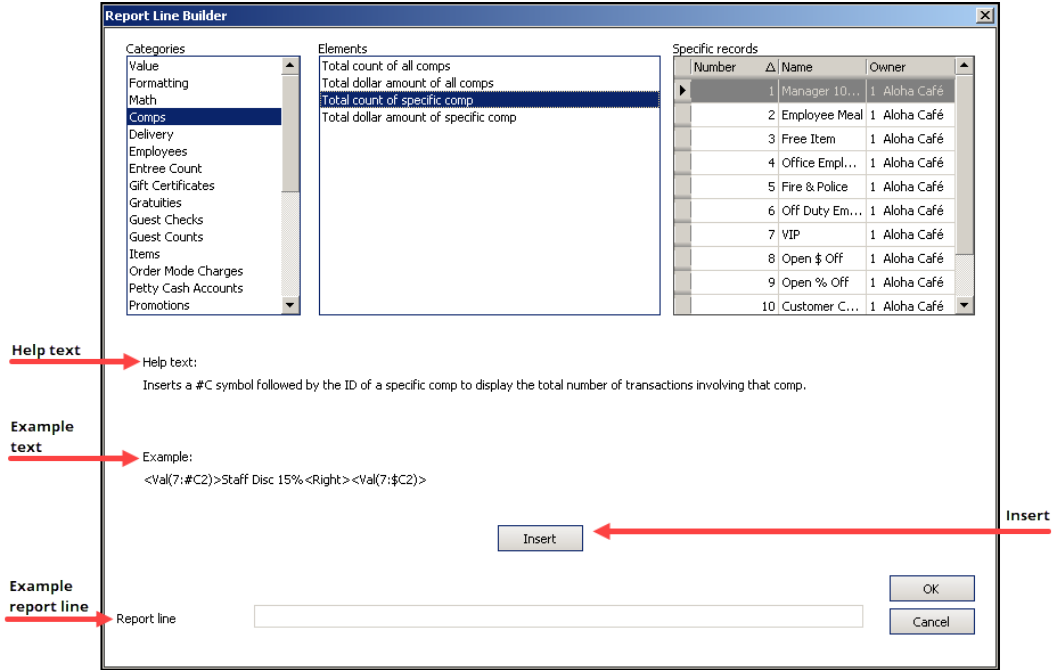 Report Line Builder
Categories
Value
Formatting
Math
Comps
Delivery
Employees
Entree Count
Gift Certificates
Gratuities
Guest Checks
Guest Counts
Items
Order Mode Charges
Petty Cash Accounts
Promotions
Elements
Total count of all comps
Total dollar amount of all comps
Total count of specific comp
Total dollar amount of specific comp
Specific records
Number Name Owner
1 Manager 10... 1 Aloha Café
2 Employee Meal 1 Aloha Café
3 Free Item 1 Aloha Café
4 Office Empl... 1 Aloha Café
5 Fire & Police 1 Aloha Café
6 Off Duty Em... 1 Aloha Café
7 VIP 1 Aloha Café
8 Open $ Off 1 Aloha Café
9 Open % Off 1 Aloha Café
10 Customer C... 1 Aloha Café
Help text
Help text:
Inserts a #C symbol followed by the ID of a specific comp to display the total number of transactions involving that comp.
Example
text
Example:
<Val(7:#C2)>Staff Disc 15%<Right><Val(7:$C2)>
Insert
Insert
Example
report line
Report line
OK
Cancel